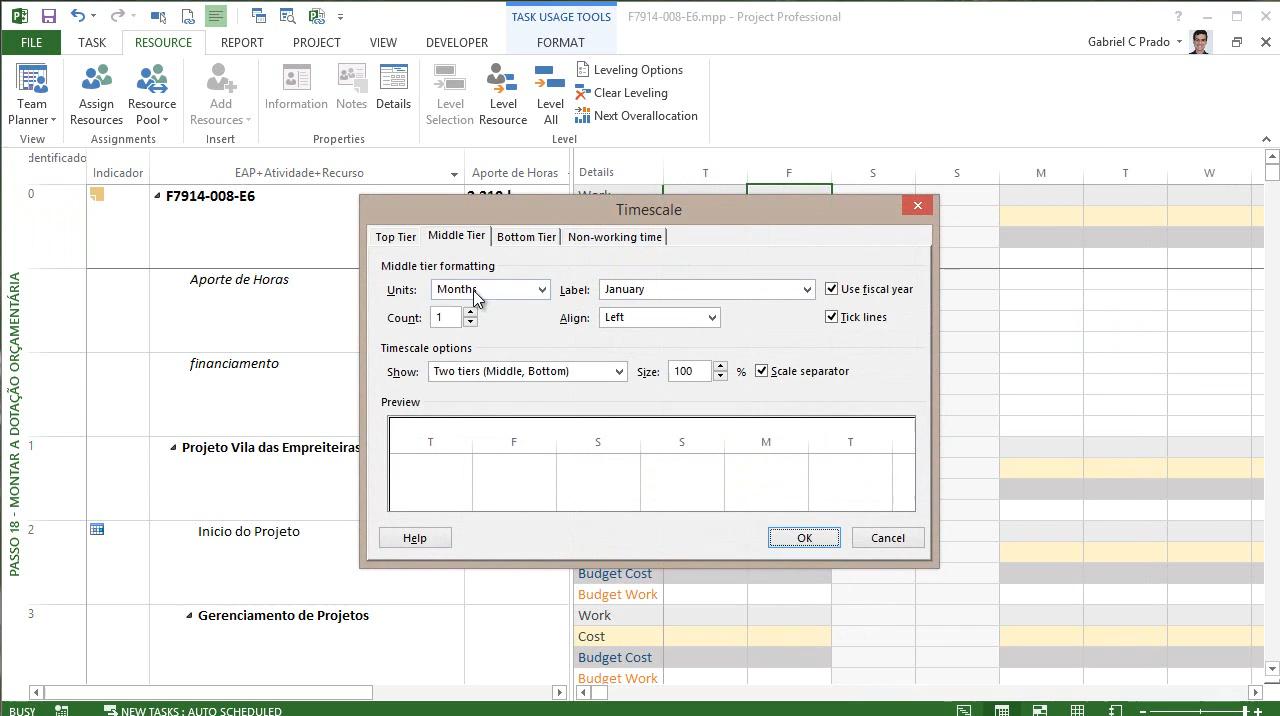 TASK USAGE TOOLS
F7914-008-E6.mpp - Project Professional
FILE
TASK
RESOURCE
REPORT
PROJECT
VIEW
DEVELOPER
FORMAT
Gabriel C Prado
Team Planner
Assign Resources
Resource Pool
Add Resources
Information
Notes
Details
Level Selection
Level Resource
Level All
Leveling Options
Clear Leveling
Next Overallocation
View
Assignments
Insert
Properties
Level
dentificado
Indicador
EAP+Atividade+Recurso
Aporte de Horas
Details
T
F
S
S
M
T
W
PASSO 18 - MONTAR A DOTAÇÃO ORÇAMENTÁRIA
0
F7914-008-E6
Aporte de Horas
financiamento
1
Projeto Vila das Empreiteiras
2
Inicio do Projeto
3
Gerenciamento de Projetos
Timescale
Top Tier
Middle Tier
Bottom Tier
Non-working time
Middle tier formatting
Units:
Months
Label:
January
Use fiscal year
Count:
1
Align:
Left
Tick lines
Timescale options
Show:
Two tiers (Middle, Bottom)
Size:
100
%
Scale separator
Preview
T
F
S
S
M
T
Help
OK
Cancel
Budget Cost
Budget Work
Work
Cost
Budget Cost
Budget Work
BUSY
NEW TASKS : AUTO SCHEDULED